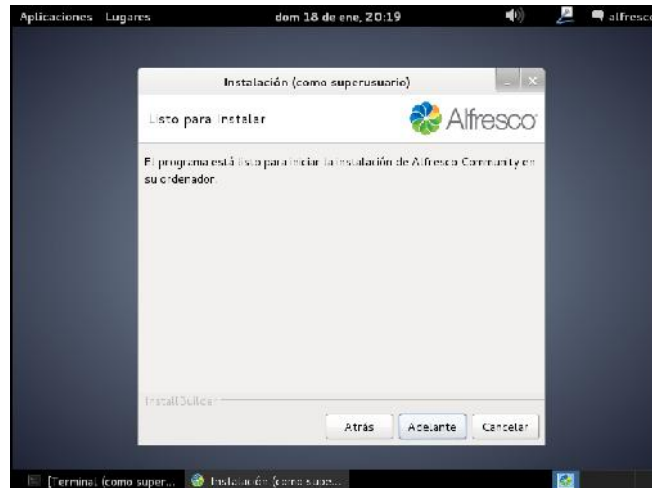 Aplicaciones Lugares dom 18 de ene, 20:19 alfresco
Instalación (como superusuario)
Listo para Instalar
Alfresco
El programa está listo para iniciar la instalación de Alfresco Community en
su ordenador.
InstallBuilder
Atrás Adelante Cancelar
[Terminal (como super... Instalación (como supe...